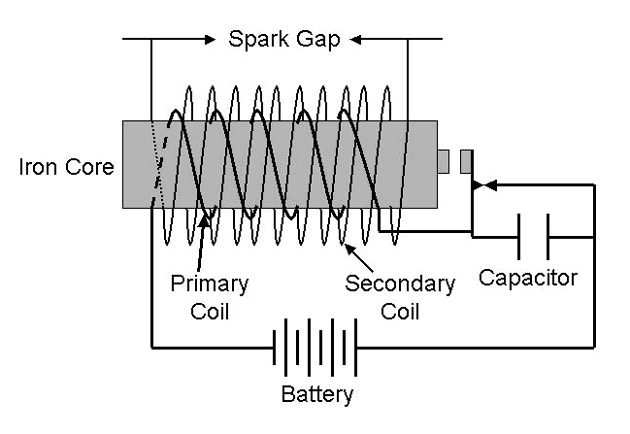 Spark Gap
Iron Core
Primary
Coil
Secondary
Coil
Capacitor
Battery